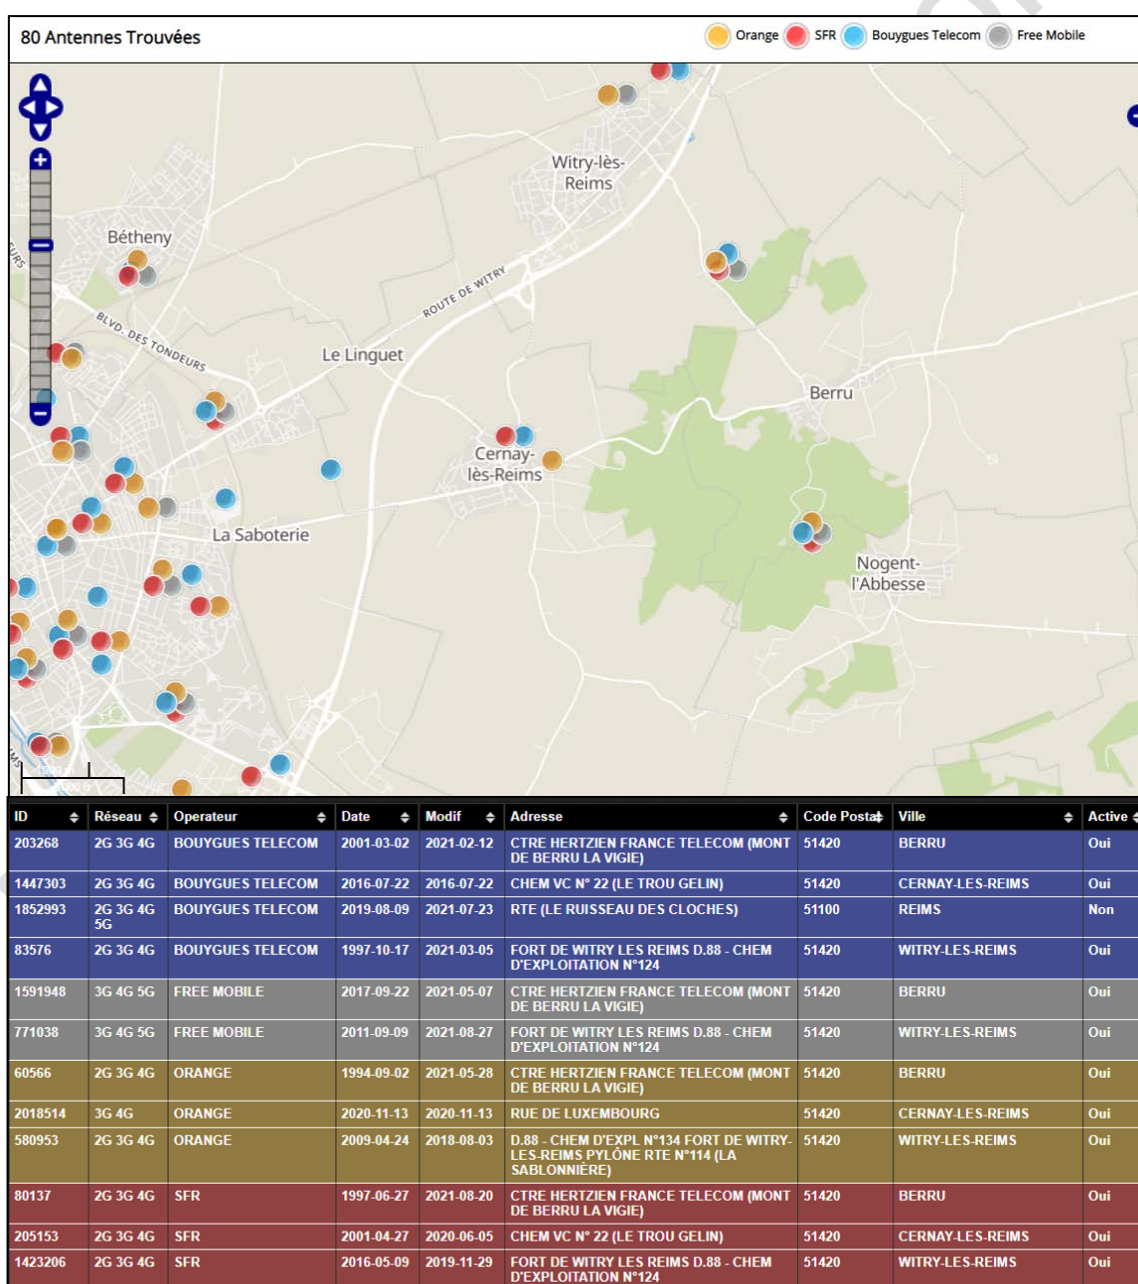 80 Antennes Trouvées
Orange SFR Bouygues Telecom Free Mobile
Witry-lès-
Reims
Bétheny
ROUTE DE WITRY
BLVD. DES TONDEURS
Le Linguet
Berru
Cernay-
lès-Reims
La Saboterie
Nogent-
l'Abbesse
ID Réseau Operateur Date Modif Adresse Code Postal Ville Active
203268 2G 3G 4G BOUYGUES TELECOM 2001-03-02 2021-02-12 CTRE HERTZIEN FRANCE TELECOM (MONT 51420 BERRU Oui
DE BERRU LA VIGIE)
1447303 2G 3G 4G BOUYGUES TELECOM 2016-07-22 2016-07-22 CHEM VC N° 22 (LE TROU GELIN) 51420 CERNAY-LES-REIMS Oui
1852993 2G 3G 4G BOUYGUES TELECOM 2019-08-09 2021-07-23 RTE (LE RUISSEAU DES CLOCHES) 51100 REIMS Non
5G
83576 2G 3G 4G BOUYGUES TELECOM 1997-10-17 2021-03-05 FORT DE WITRY LES REIMS D.88 - CHEM 51420 WITRY-LES-REIMS Oui
D'EXPLOITATION N°124
1591948 3G 4G 5G FREE MOBILE 2017-09-22 2021-05-07 CTRE HERTZIEN FRANCE TELECOM (MONT 51420 BERRU Oui
DE BERRU LA VIGIE)
771038 3G 4G 5G FREE MOBILE 2011-09-09 2021-08-27 FORT DE WITRY LES REIMS D.88 - CHEM 51420 WITRY-LES-REIMS Oui
D'EXPLOITATION N°124
60566 2G 3G 4G ORANGE 1994-09-02 2021-05-28 CTRE HERTZIEN FRANCE TELECOM (MONT 51420 BERRU Oui
DE BERRU LA VIGIE)
2018514 3G 4G ORANGE 2020-11-13 2020-11-13 RUE DE LUXEMBOURG 51420 CERNAY-LES-REIMS Oui
580953 2G 3G 4G ORANGE 2009-04-24 2018-08-03 D.88 - CHEM D'EXPL N°134 FORT DE WITRY- 51420 WITRY-LES-REIMS Oui
LES-REIMS PYLÔNE RTE N°114 (LA
SABLONNIÈRE)
80137 2G 3G 4G SFR 1997-06-27 2021-08-20 CTRE HERTZIEN FRANCE TELECOM (MONT 51420 BERRU Oui
DE BERRU LA VIGIE)
205153 2G 3G 4G SFR 2001-04-27 2020-06-05 CHEM VC N° 22 (LE TROU GELIN) 51420 CERNAY-LES-REIMS Oui
1423206 2G 3G 4G SFR 2016-05-09 2019-11-29 FORT DE WITRY LES REIMS D.88 - CHEM 51420 WITRY-LES-REIMS Oui
D'EXPLOITATION N°124